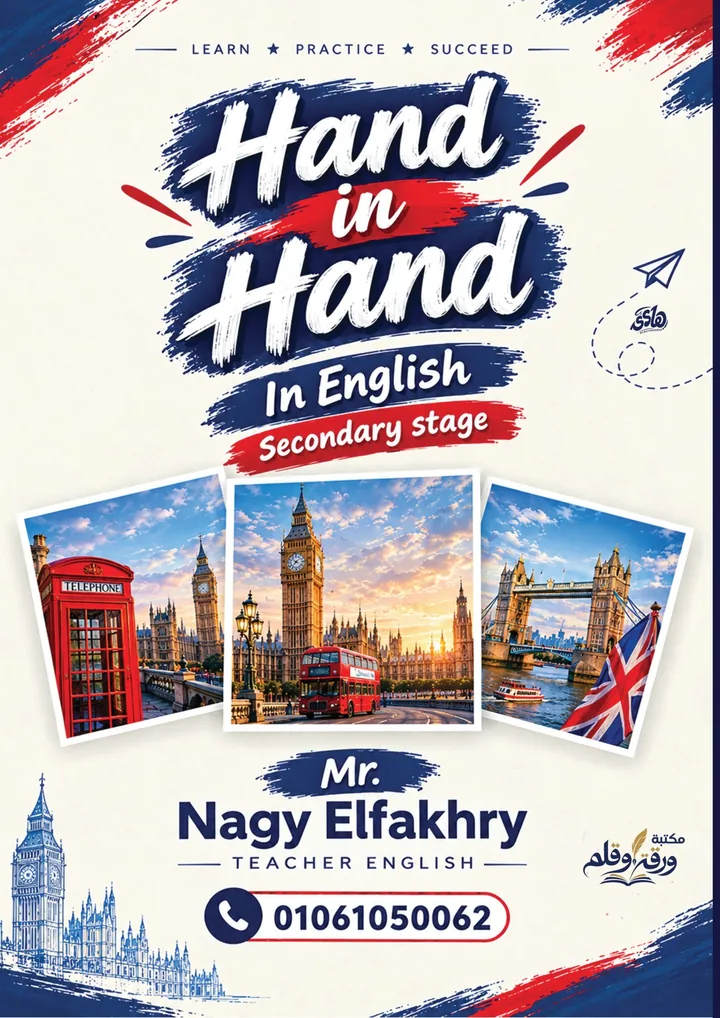 LEARN ★ PRACTICE ★ SUCCEED
Hand
in
Hand
In English
Secondary stage
TELEPHONE
Mr.
Nagy Elfakhry
TEACHER ENGLISH
مكتبة
ورقة وقلم
01061050062